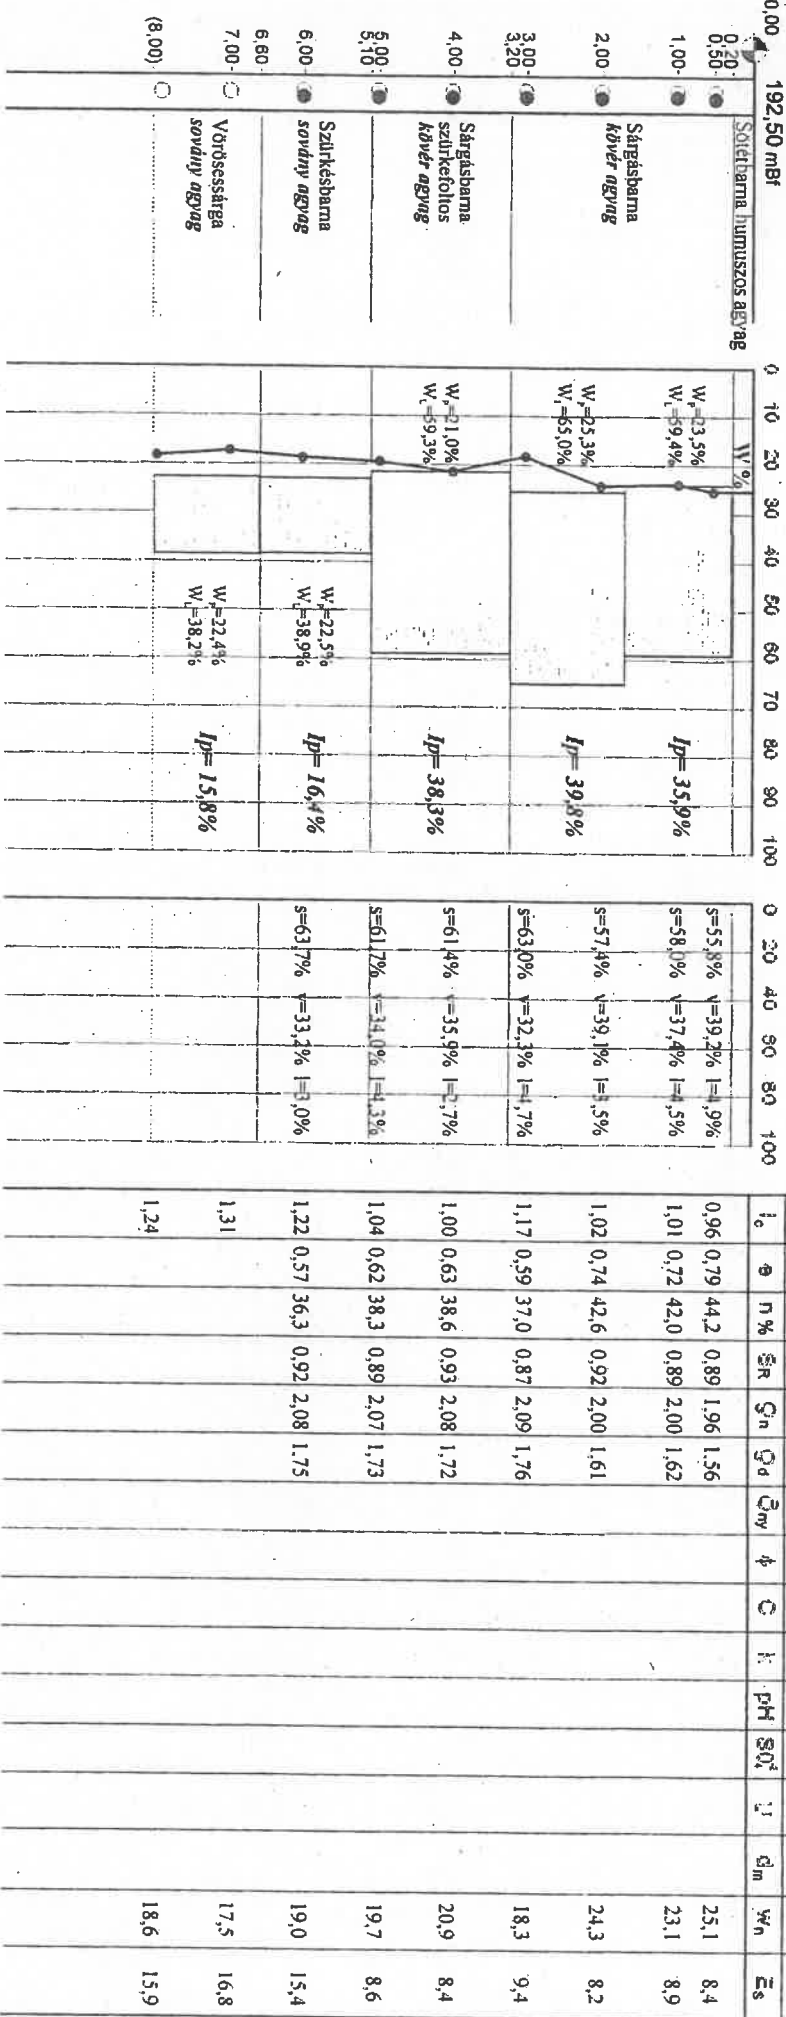 0,00
192,50 mBf
0,20
0,50
1,00
2,00
3,00
3,20
4,00
5,00
5,10
6,00
6,60
7,00
(8,00)
Sötétbarna humuszos agyag
Sárgásbarna
kövér agyag
Sárgásbarna
szürkefoltos
kövér agyag
Szürkésbarna
sovány agyag
Vörösessárga
sovány agyag
0 10 20 30 40 50 60 70 80 90 100
W %
Wp=23,5%
WL=59,4%
Wp=25,3%
WL=65,0%
Wp=21,0%
WL=59,3%
Wp=22,5%
WL=38,9%
Wp=22,4%
WL=38,2%
Ip= 35,9%
Ip= 39,8%
Ip= 38,3%
Ip= 16,4%
Ip= 15,8%
0 20 40 60 80 100
s=55,8% v=39,2% l=4,9%
s=58,0% v=37,4% l=4,5%
s=57,4% v=39,1% l=3,5%
s=63,0% v=32,3% l=4,7%
s=61,4% v=35,9% l=2,7%
s=61,7% v=34,0% l=4,3%
s=63,7% v=33,2% l=3,0%
Ic e n% SR ϱn ϱd σny ϕ C k pH SO4 U dm Wn Es
0,96 0,79 44,2 0,89 1,96 1,56 25,1 8,4
1,01 0,72 42,0 0,89 2,00 1,62 23,1 8,9
1,02 0,74 42,6 0,92 2,00 1,61 24,3 8,2
1,17 0,59 37,0 0,87 2,09 1,76 18,3 9,4
1,00 0,63 38,6 0,93 2,08 1,72 20,9 8,4
1,04 0,62 38,3 0,89 2,07 1,73 19,7 8,6
1,22 0,57 36,3 0,92 2,08 1,75 19,0 15,4
1,31 17,5 16,8
1,24 18,6 15,9